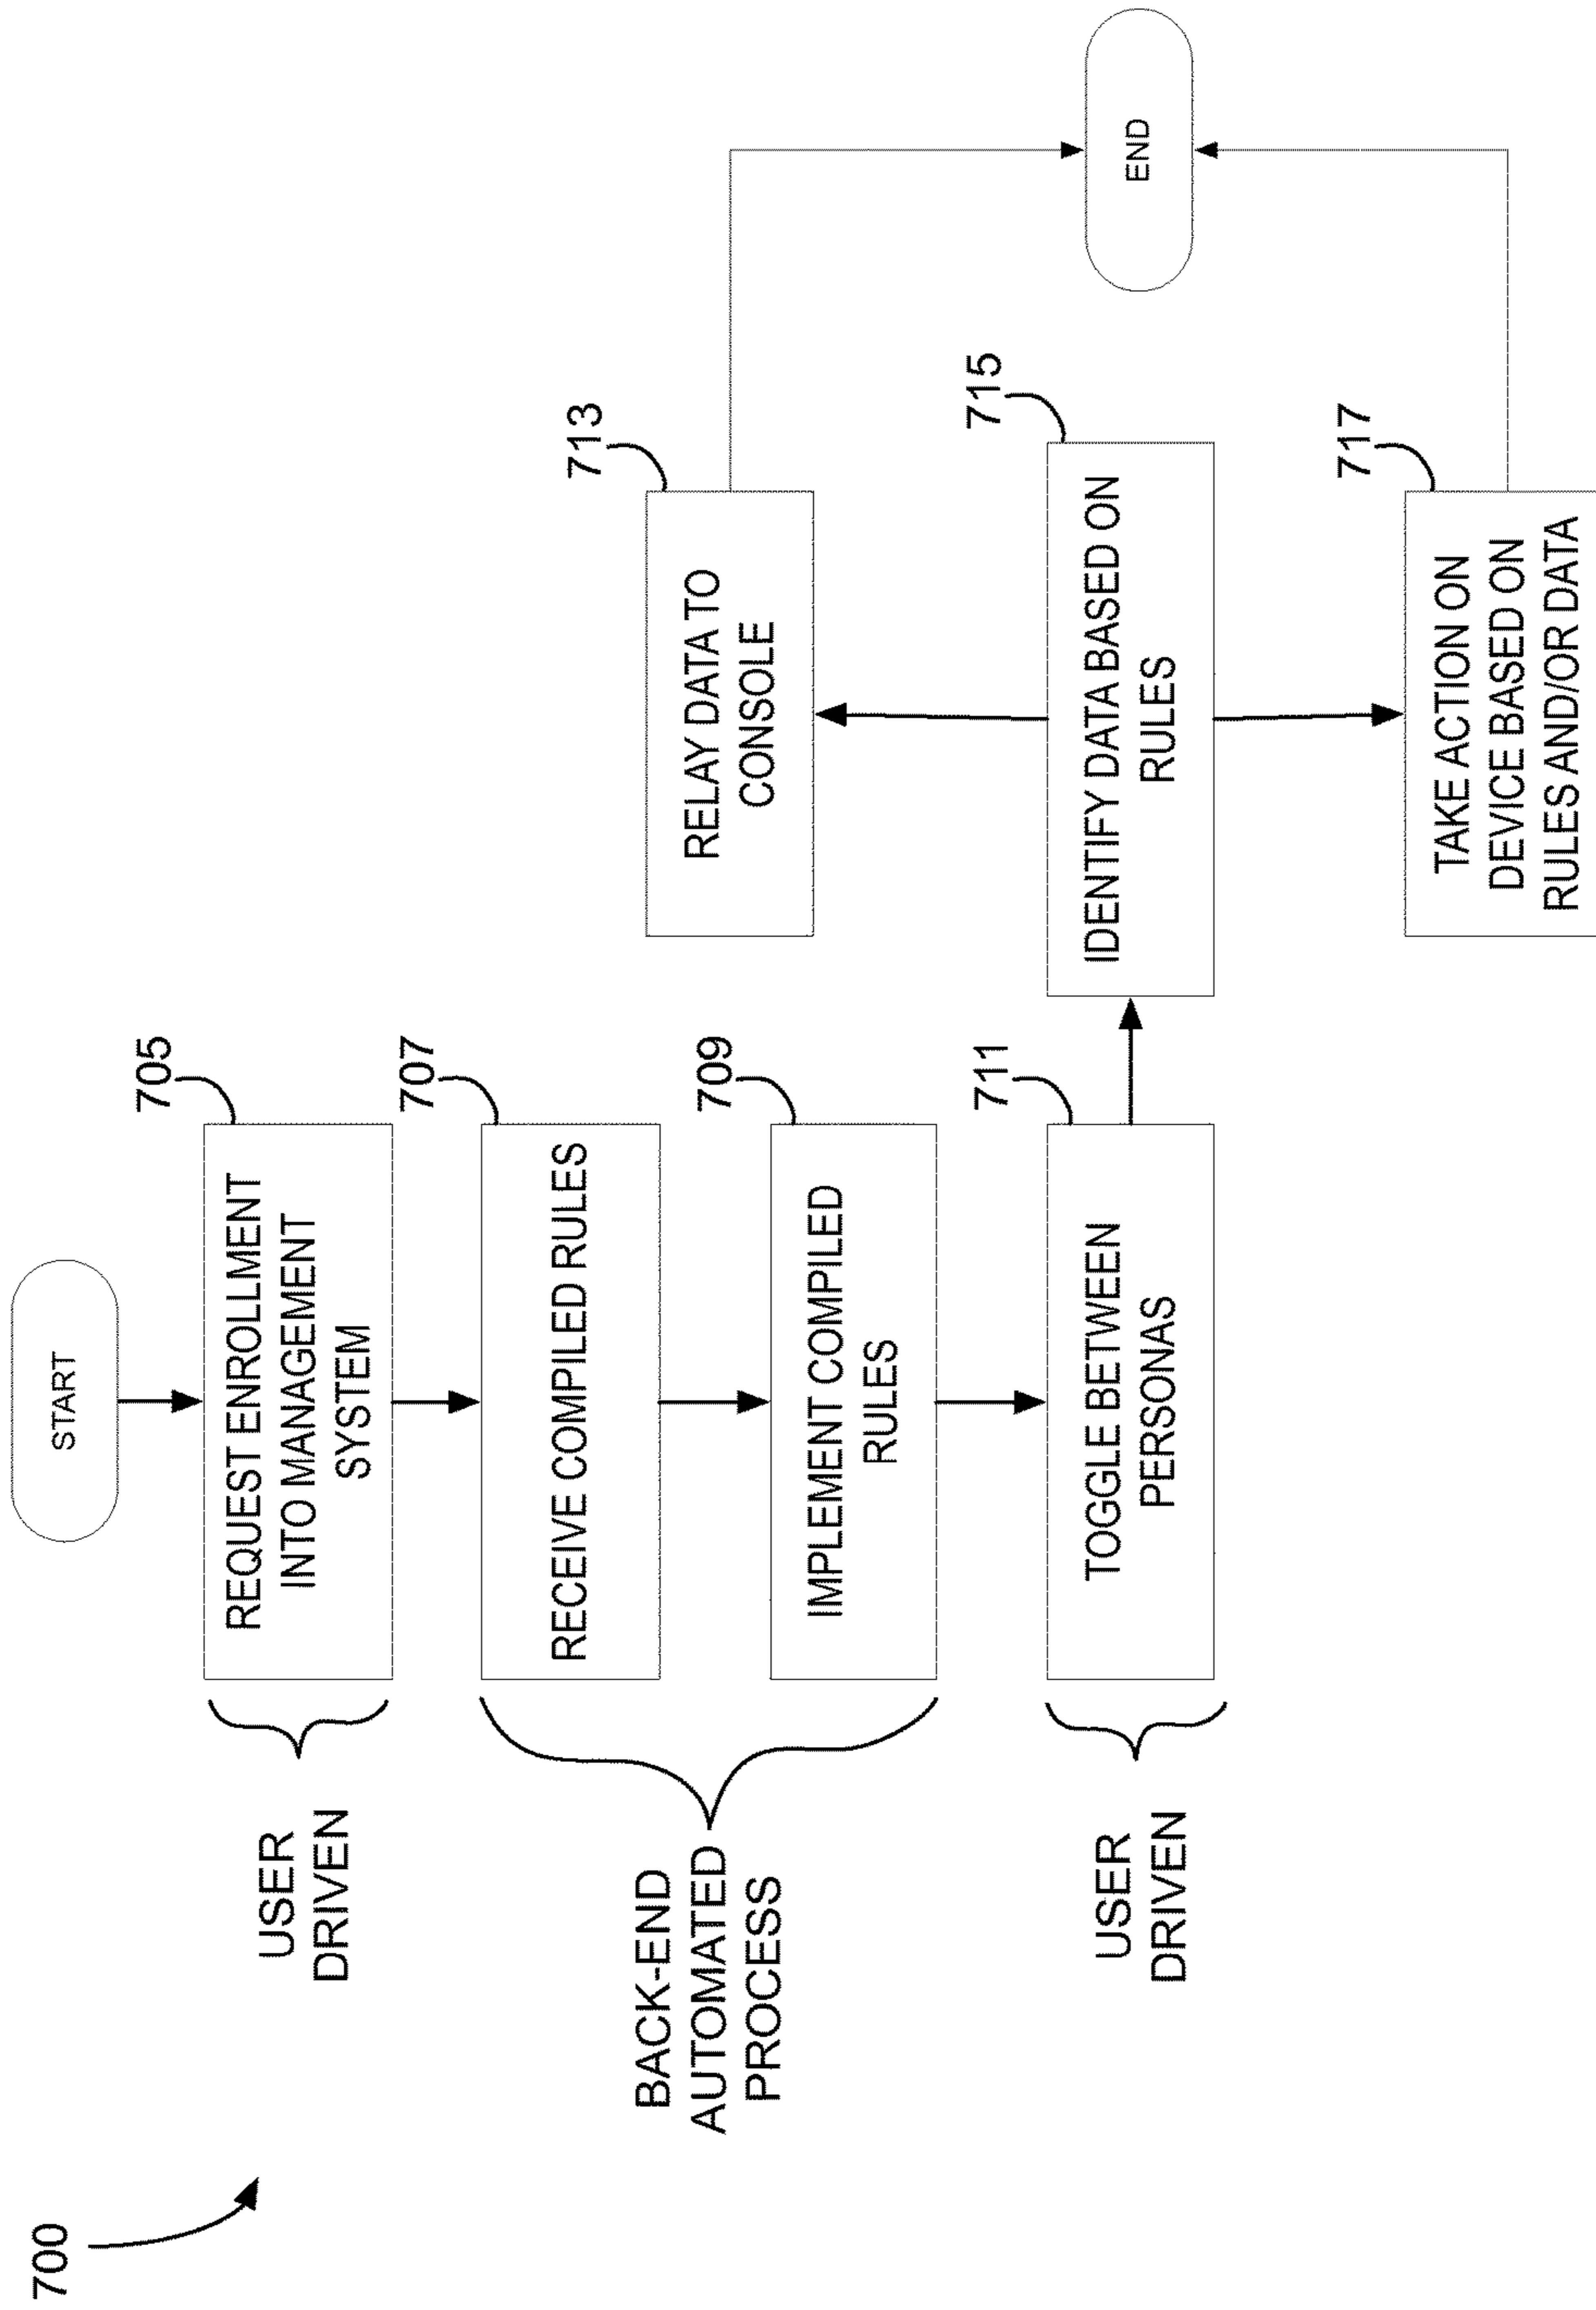 700
START
USER
DRIVEN
705
REQUEST ENROLLMENT
INTO MANAGEMENT
SYSTEM
BACK-END
AUTOMATED
PROCESS
707
RECEIVE COMPILED RULES
709
IMPLEMENT COMPILED
RULES
USER
DRIVEN
711
TOGGLE BETWEEN
PERSONAS
713
RELAY DATA TO
CONSOLE
715
IDENTIFY DATA BASED ON
RULES
717
TAKE ACTION ON
DEVICE BASED ON
RULES AND/OR DATA
END